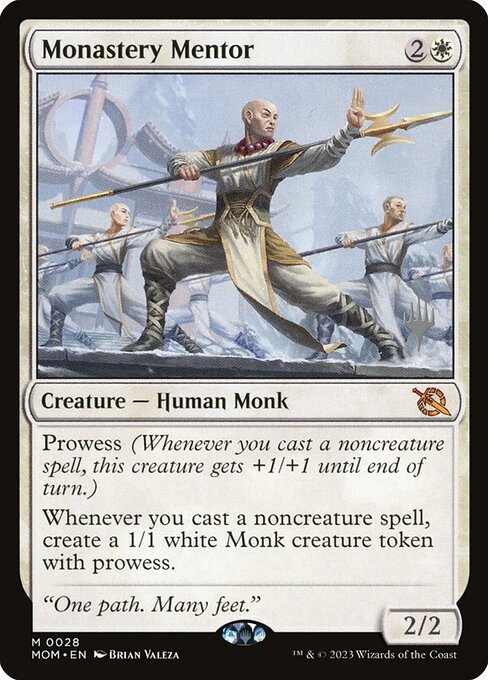 Monastery Mentor 2
Creature — Human Monk
Prowess (Whenever you cast a noncreature
spell, this creature gets +1/+1 until end of
turn.)
Whenever you cast a noncreature spell,
create a 1/1 white Monk creature token
with prowess.
“One path. Many feet.”
2/2
M 0028
MOM • EN Brian Valeza
™ & © 2023 Wizards of the Coast